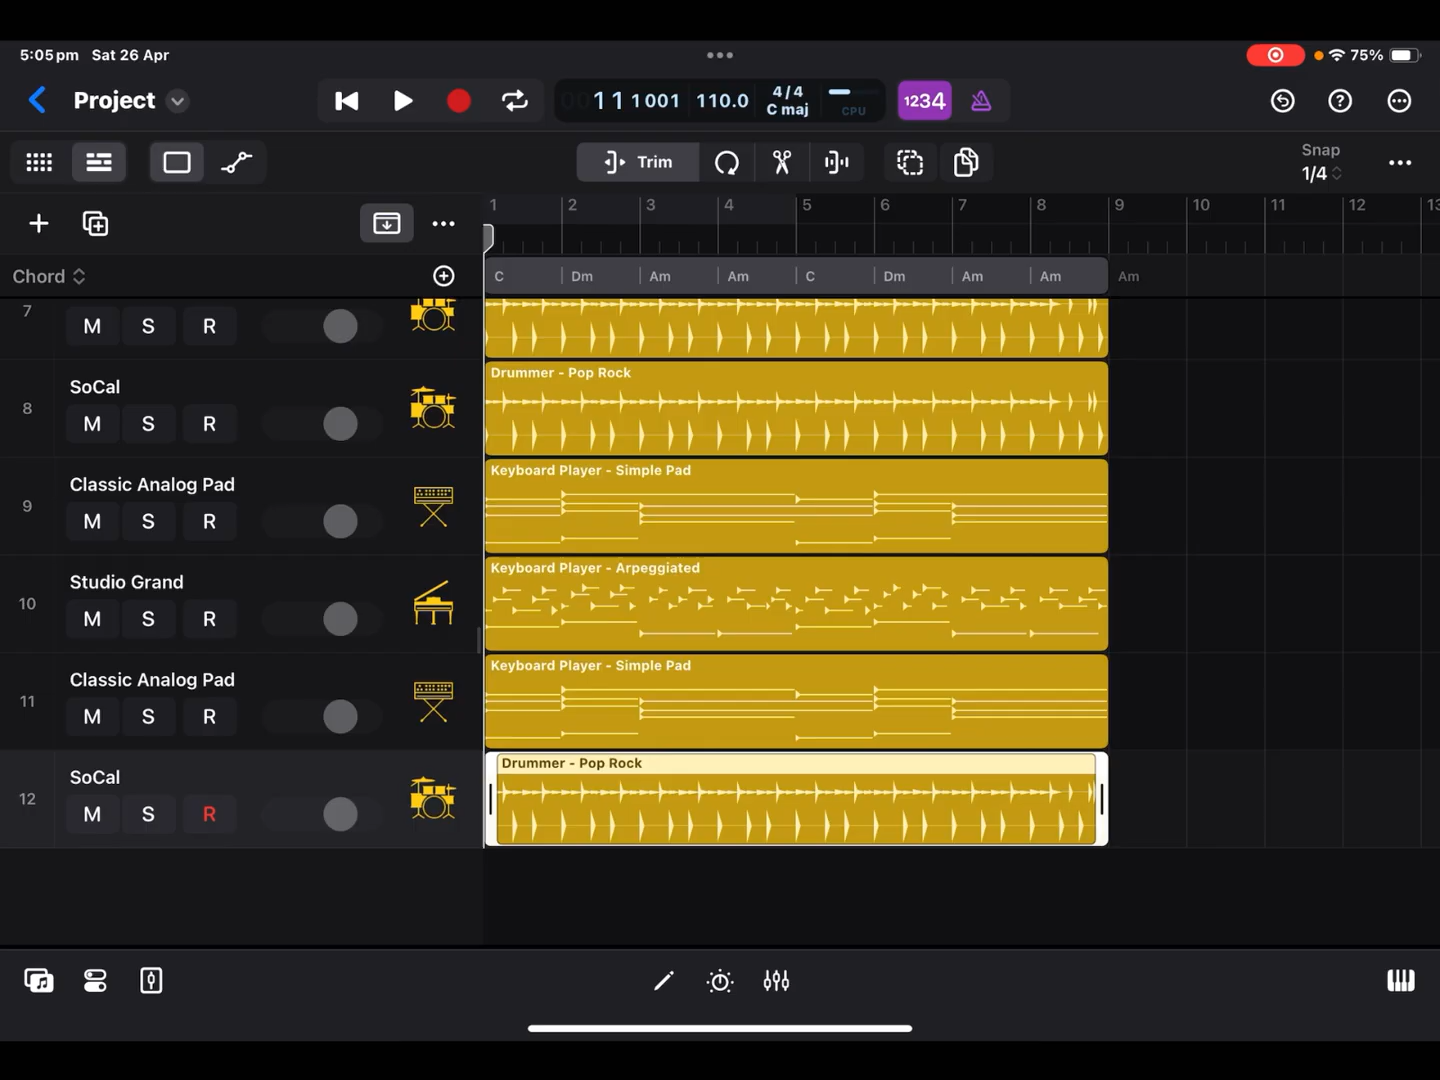 5:05 pm Sat 26 Apr
75%
Project
11 1 001
110.0
4/4
C maj
CPU
1234
Trim
Snap
1/4
1 2 3 4 5 6 7 8 9 10 11 12 13
Chord
C Dm Am Am C Dm Am Am Am
7
M S R
SoCal
8
M S R
Drummer - Pop Rock
Classic Analog Pad
9
M S R
Keyboard Player - Simple Pad
Studio Grand
10
M S R
Keyboard Player - Arpeggiated
Classic Analog Pad
11
M S R
Keyboard Player - Simple Pad
SoCal
12
M S R
Drummer - Pop Rock